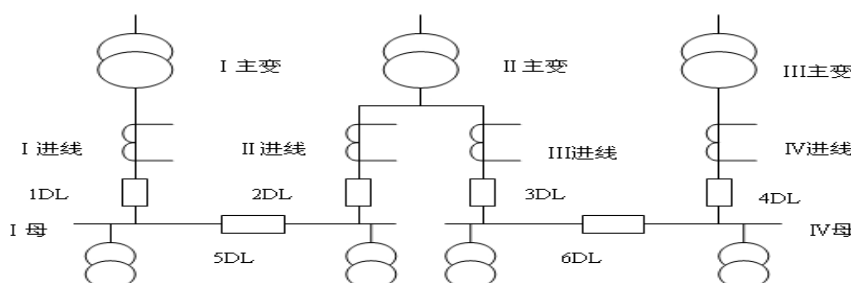 I 主变
II 主变
III主变
I 进线
II 进线
III进线
IV进线
1DL
2DL
3DL
4DL
I 母
IV母
5DL
6DL